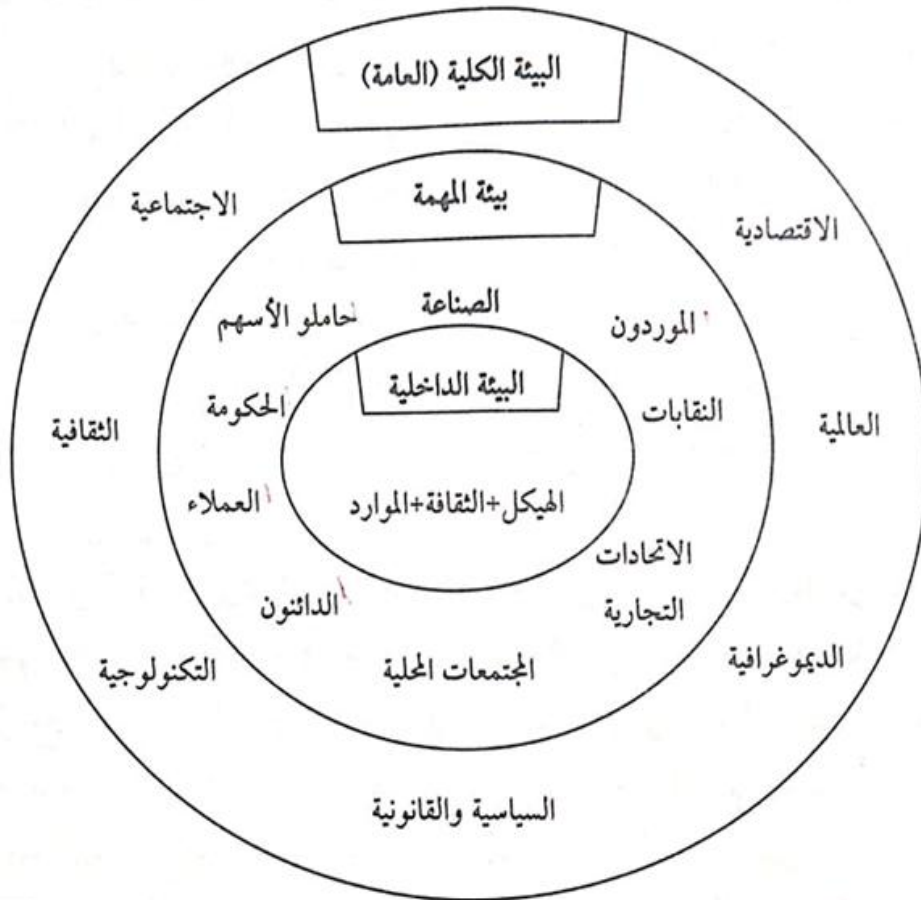 البيئة الكلية (العامة)
الاجتماعية
بيئة المهمة
الاقتصادية
حاملو الأسهم
الصناعة
الموردون
الثقافية
الحكومة
البيئة الداخلية
النقابات
العالمية
العملاء
الهيكل+الثقافة+الموارد
الاتحادات
التجارية
الدائنون
التكنولوجية
المجتمعات المحلية
الديموغرافية
السياسية والقانونية